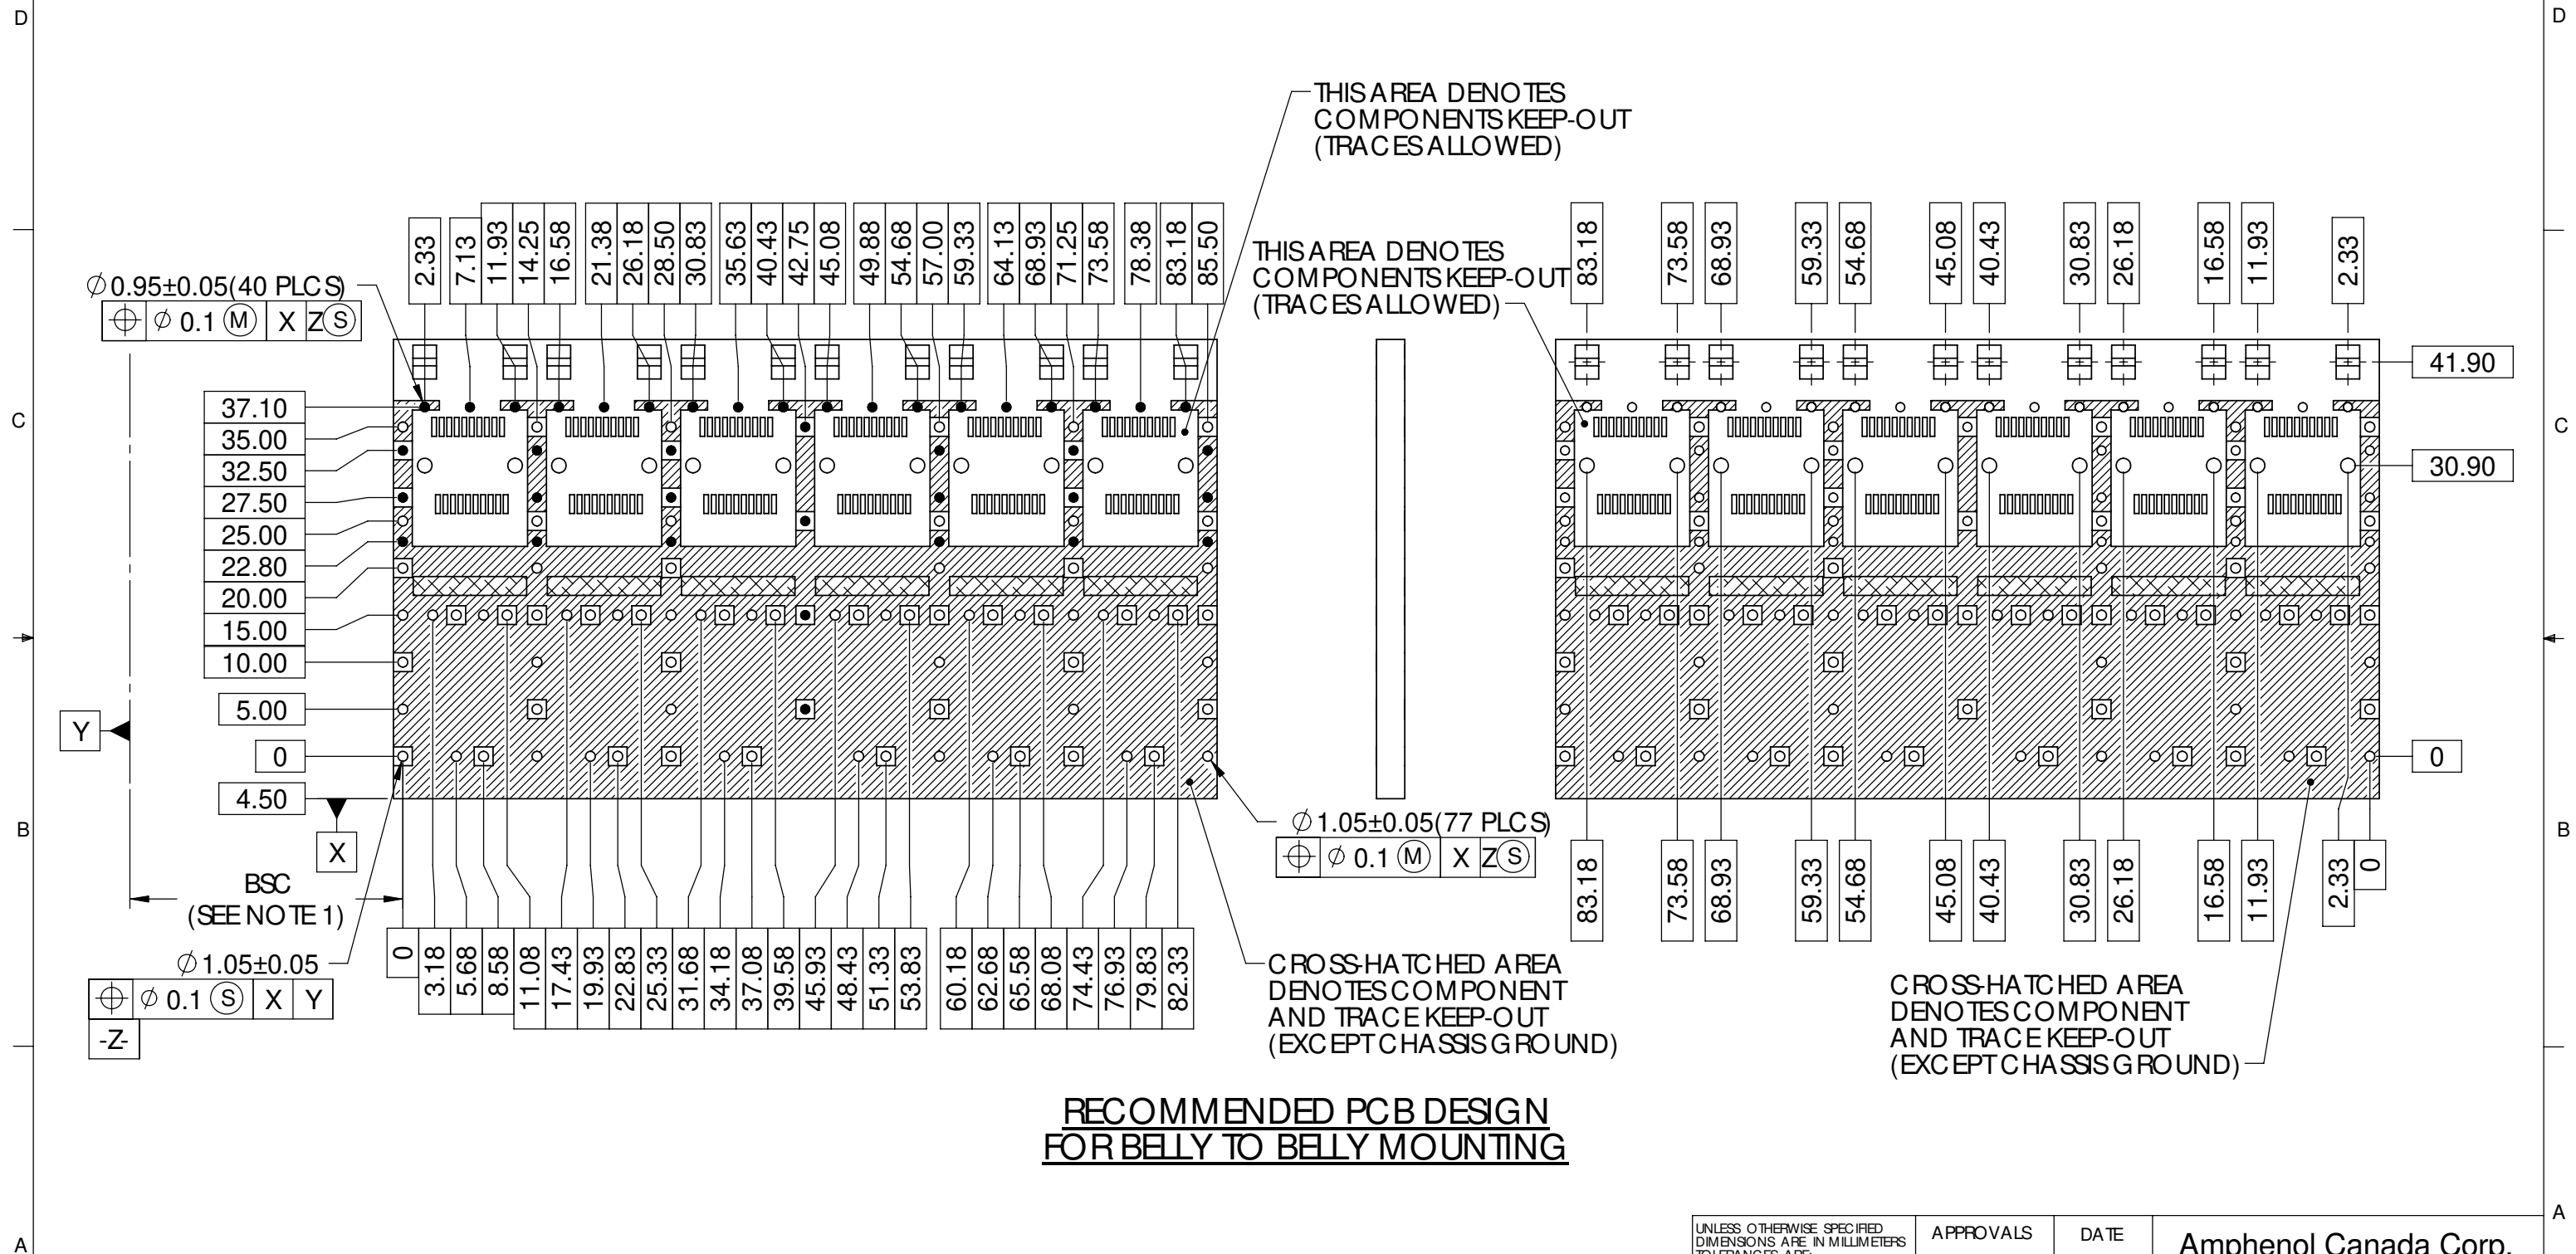 D
D
THIS AREA DENOTES
COMPONENTS KEEP-OUT
(TRACES ALLOWED)
THIS AREA DENOTES
COMPONENTS KEEP-OUT
(TRACES ALLOWED)
2.33
7.13
11.93
14.25
16.58
21.38
26.18
28.50
30.83
35.63
40.43
42.75
45.08
49.88
54.68
57.00
59.33
64.13
68.93
71.25
73.58
78.38
83.18
85.50
83.18
73.58
68.93
59.33
54.68
45.08
40.43
30.83
26.18
16.58
11.93
2.33
∅ 0.95±0.05(40 PLCS)
⌖ ∅ 0.1 Ⓜ X Z Ⓢ
41.90
30.90
0
C
C
37.10
35.00
32.50
27.50
25.00
22.80
20.00
15.00
10.00
5.00
0
4.50
Y
X
B
B
BSC
(SEE NOTE 1)
∅ 1.05±0.05
⌖ ∅ 0.1 Ⓢ X Y
-Z-
∅ 1.05±0.05(77 PLCS)
⌖ ∅ 0.1 Ⓜ X Z Ⓢ
0
3.18
5.68
8.58
11.08
17.43
19.93
22.83
25.33
31.68
34.18
37.08
39.58
45.93
48.43
51.33
53.83
60.18
62.68
65.58
68.08
74.43
76.93
79.83
82.33
83.18
73.58
68.93
59.33
54.68
45.08
40.43
30.83
26.18
16.58
11.93
2.33
0
CROSS-HATCHED AREA
DENOTES COMPONENT
AND TRACE KEEP-OUT
(EXCEPT CHASSIS GROUND)
CROSS-HATCHED AREA
DENOTES COMPONENT
AND TRACE KEEP-OUT
(EXCEPT CHASSIS GROUND)
RECOMMENDED PCB DESIGN
FOR BELLY TO BELLY MOUNTING
A
A
UNLESS OTHERWISE SPECIFIED
DIMENSIONS ARE IN MILLIMETERS
TOLERANCES ARE:
APPROVALS
DATE
Amphenol Canada Corp.